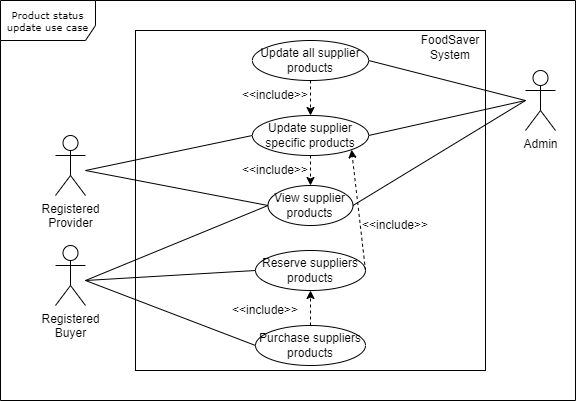 Product status
update use case
FoodSaver
System
Update all supplier
products
<<include>>
Update supplier
specific products
Admin
<<include>>
Registered
Provider
View supplier
products
<<include>>
Reserve suppliers
products
<<include>>
Registered
Buyer
Purchase suppliers
products